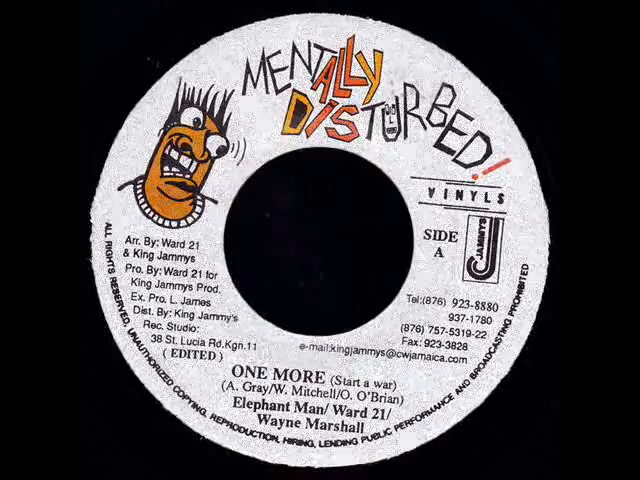 MENTALLY
DISTURBED!
VINYLS
SIDE
A
JAMMYS
Arr. By: Ward 21
& King Jammys
Pro. By: Ward 21 for
King Jammys Prod.
Ex. Pro. L. James
Dist. By: King Jammy's
Rec. Studio:
38 St. Lucia Rd.Kgn.11
( EDITED )
Tel:(876) 923-8880
937-1780
(876) 757-5319-22
Fax: 923-3828
e-mail:kingjammys@cwjamaica.com
ONE MORE (Start a war)
(A. Gray/W. Mitchell/O. O'Brian)
Elephant Man/ Ward 21/
Wayne Marshall
ALL RIGHTS RESERVED, UNAUTHORIZED COPYING, REPRODUCTION, HIRING, LENDING PUBLIC PERFORMANCE AND BROADCASTING PROHIBITED